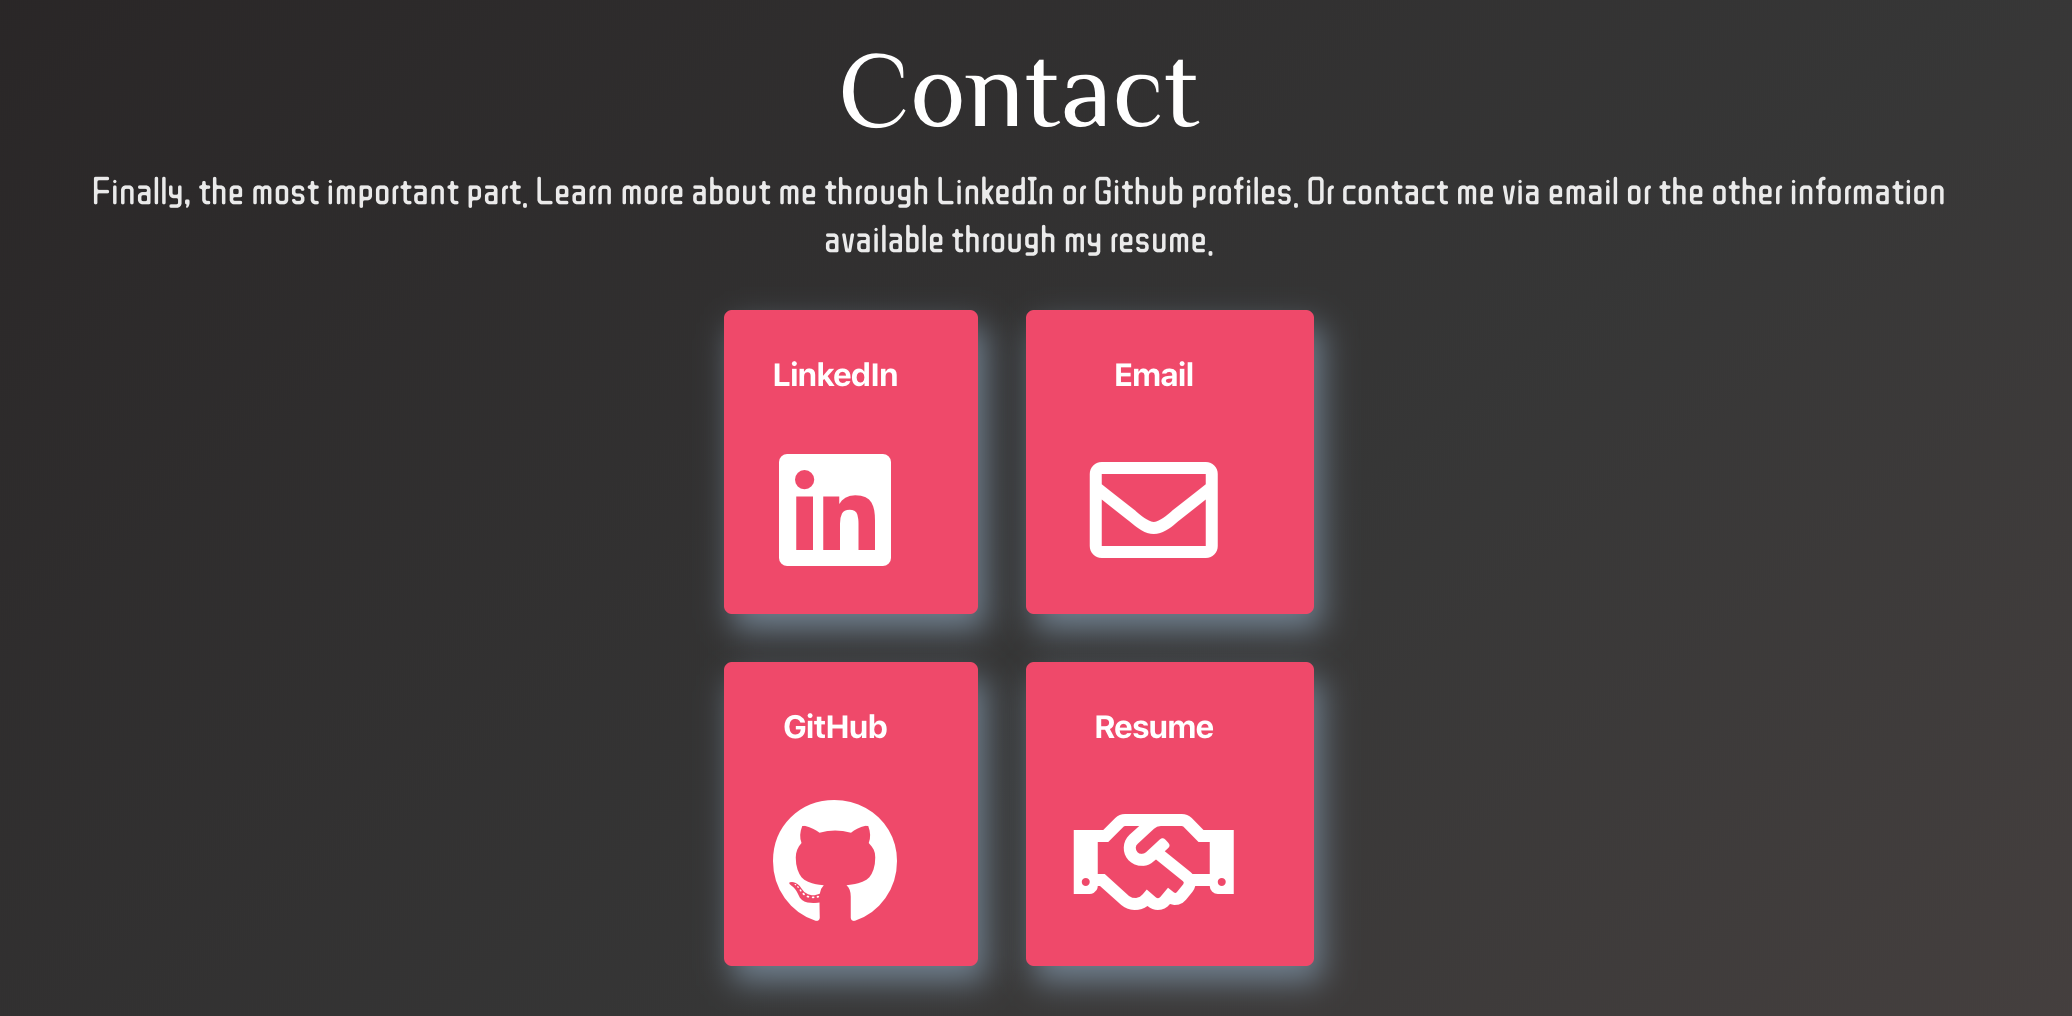 Contact
Finally, the most important part. Learn more about me through LinkedIn or Github profiles. Or contact me via email or the other information
available through my resume.
LinkedIn
Email
in
GitHub
Resume